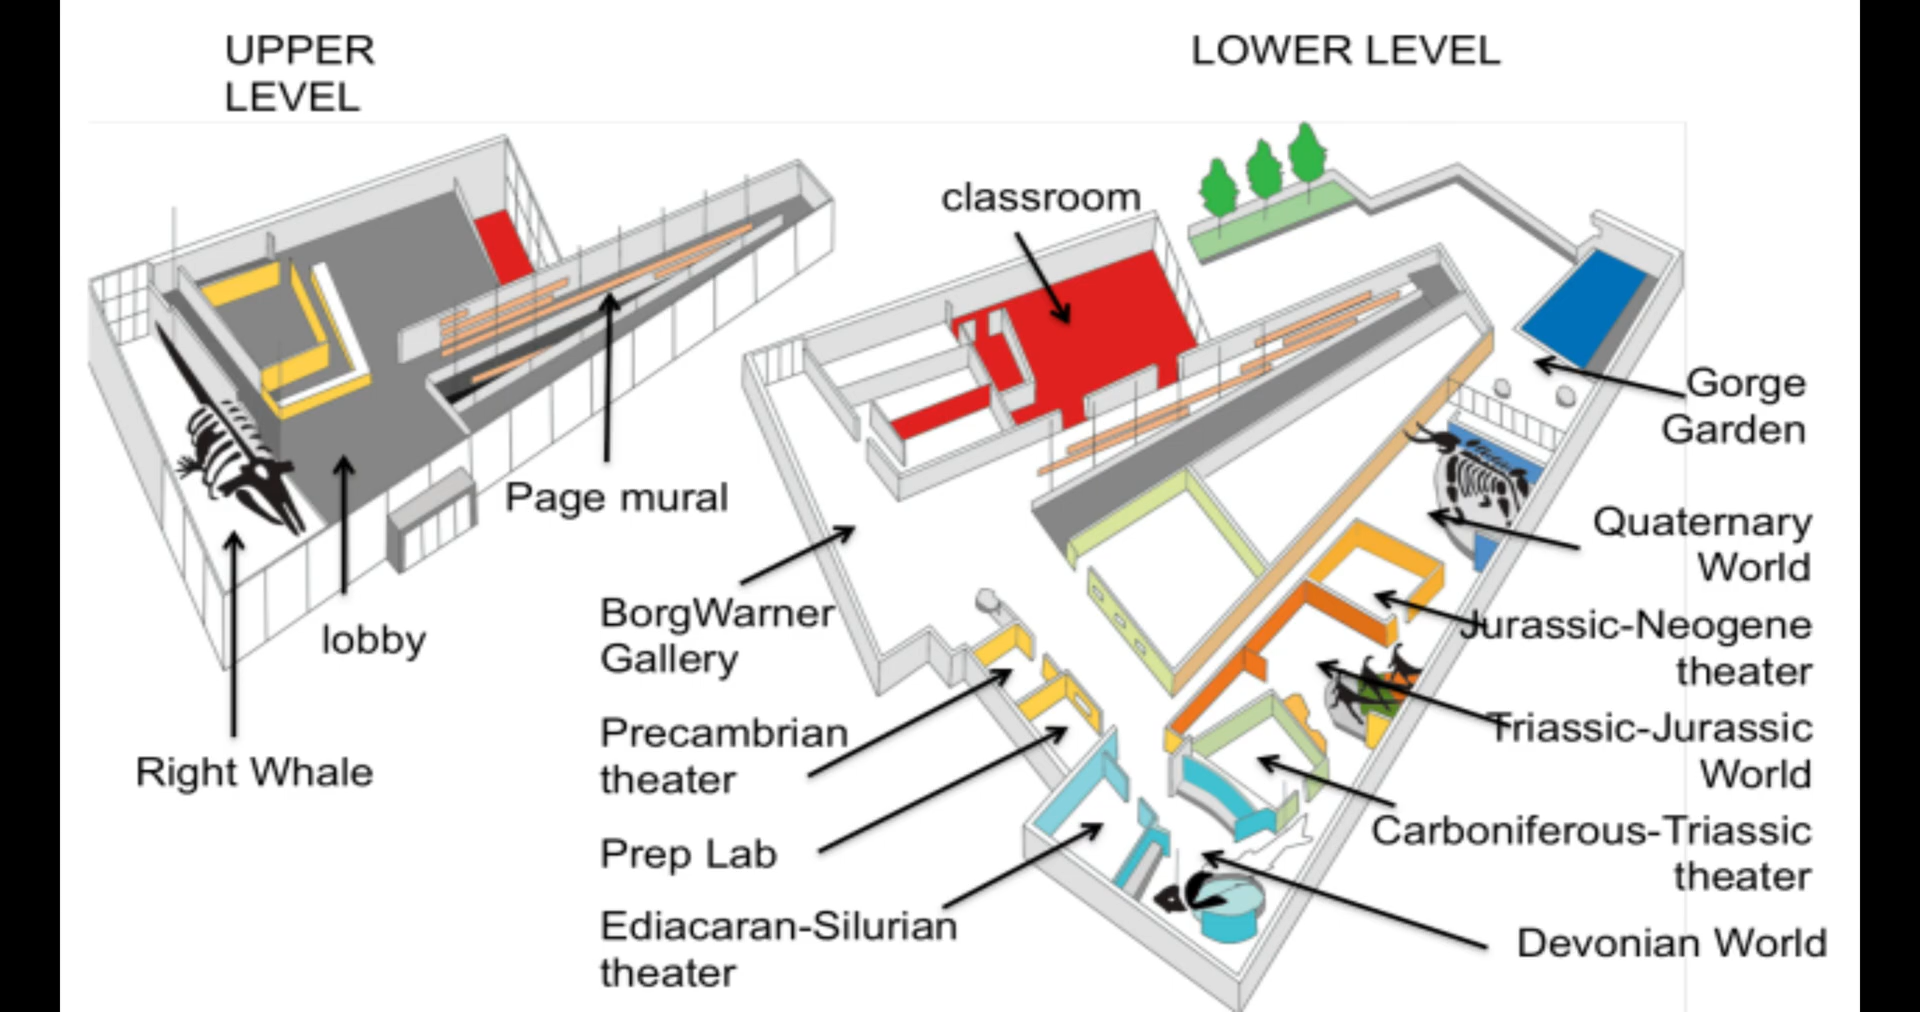 UPPER
LEVEL
LOWER LEVEL
classroom
Gorge
Garden
Page mural
Quaternary
World
BorgWarner
Gallery
lobby
Jurassic-Neogene
theater
Precambrian
theater
Triassic-Jurassic
World
Right Whale
Prep Lab
Carboniferous-Triassic
theater
Ediacaran-Silurian
theater
Devonian World